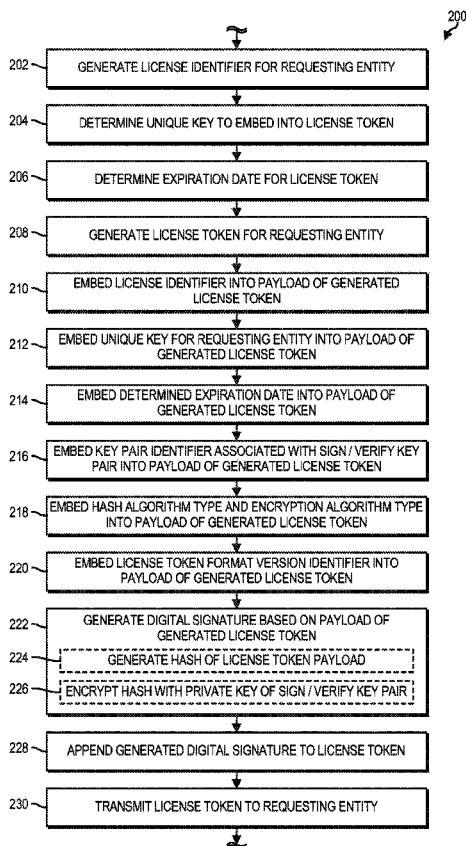 200
202
GENERATE LICENSE IDENTIFIER FOR REQUESTING ENTITY
204
DETERMINE UNIQUE KEY TO EMBED INTO LICENSE TOKEN
206
DETERMINE EXPIRATION DATE FOR LICENSE TOKEN
208
GENERATE LICENSE TOKEN FOR REQUESTING ENTITY
210
EMBED LICENSE IDENTIFIER INTO PAYLOAD OF GENERATED
LICENSE TOKEN
212
EMBED UNIQUE KEY FOR REQUESTING ENTITY INTO PAYLOAD OF
GENERATED LICENSE TOKEN
214
EMBED DETERMINED EXPIRATION DATE INTO PAYLOAD OF
GENERATED LICENSE TOKEN
216
EMBED KEY PAIR IDENTIFIER ASSOCIATED WITH SIGN / VERIFY KEY
PAIR INTO PAYLOAD OF GENERATED LICENSE TOKEN
218
EMBED HASH ALGORITHM TYPE AND ENCRYPTION ALGORITHM TYPE
INTO PAYLOAD OF GENERATED LICENSE TOKEN
220
EMBED LICENSE TOKEN FORMAT VERSION IDENTIFIER INTO
PAYLOAD OF GENERATED LICENSE TOKEN
222
GENERATE DIGITAL SIGNATURE BASED ON PAYLOAD OF
GENERATED LICENSE TOKEN
224
GENERATE HASH OF LICENSE TOKEN PAYLOAD
226
ENCRYPT HASH WITH PRIVATE KEY OF SIGN / VERIFY KEY PAIR
228
APPEND GENERATED DIGITAL SIGNATURE TO LICENSE TOKEN
230
TRANSMIT LICENSE TOKEN TO REQUESTING ENTITY